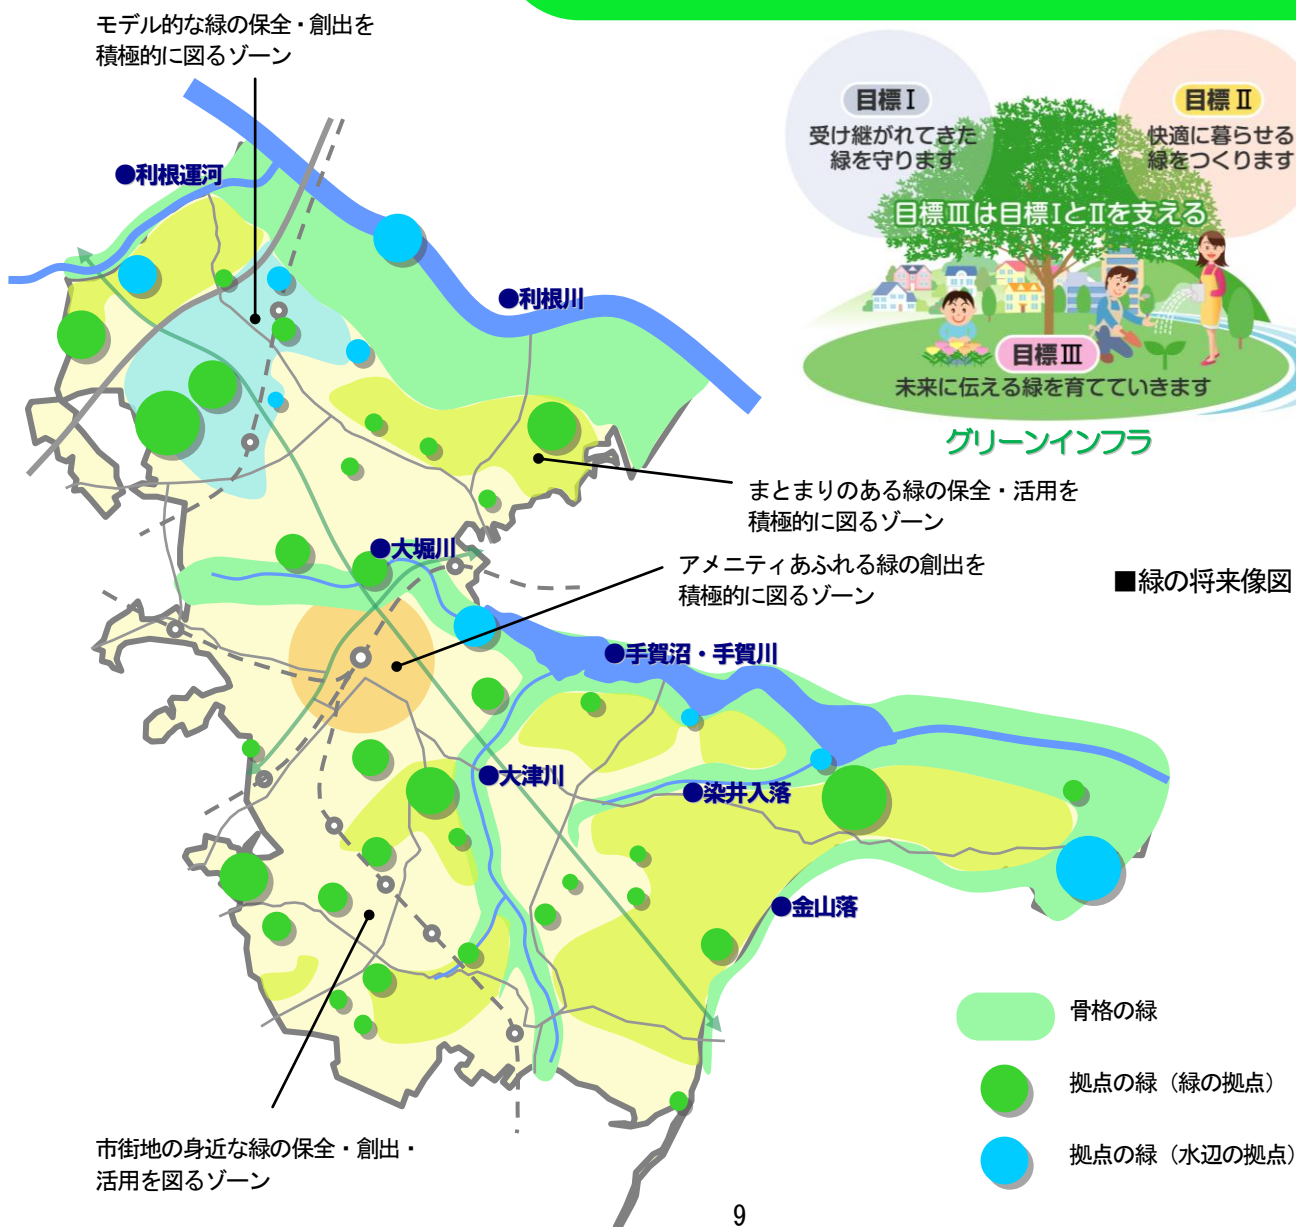 モデル的な緑の保全・創出を
積極的に図るゾーン
目標Ⅰ
受け継がれてきた
緑を守ります
目標Ⅱ
快適に暮らせる
緑をつくります
目標Ⅲは目標ⅠとⅡを支える
目標Ⅲ
未来に伝える緑を育てていきます
グリーンインフラ
●利根運河
●利根川
まとまりのある緑の保全・活用を
積極的に図るゾーン
●大堀川
アメニティあふれる緑の創出を
積極的に図るゾーン
■緑の将来像図
●手賀沼・手賀川
●大津川
●染井入落
●金山落
骨格の緑
拠点の緑（緑の拠点）
拠点の緑（水辺の拠点）
市街地の身近な緑の保全・創出・
活用を図るゾーン
9